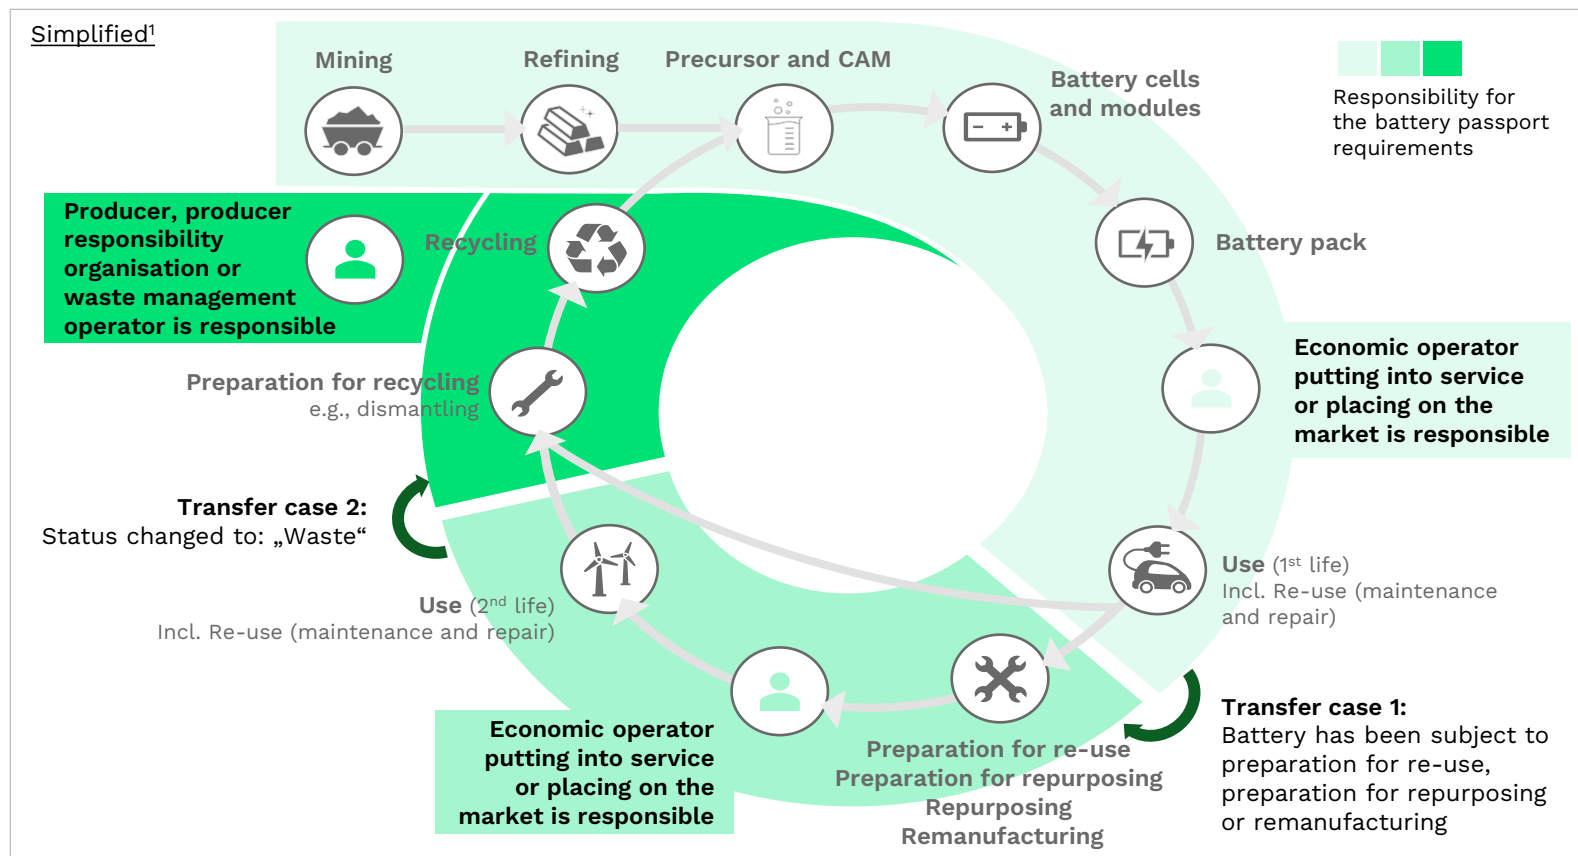 Simplified¹
Mining
Refining
Precursor and CAM
Battery cells
and modules
Responsibility for
the battery passport
requirements
Producer, producer
responsibility
organisation or
waste management
operator is responsible
Recycling
Battery pack
Economic operator
putting into service
or placing on the
market is responsible
Preparation for recycling
e.g., dismantling
Transfer case 2:
Status changed to: „Waste“
Use (1st life)
Incl. Re-use (maintenance
and repair)
Use (2nd life)
Incl. Re-use (maintenance and repair)
Economic operator
putting into service
or placing on the
market is responsible
Preparation for re-use
Preparation for repurposing
Repurposing
Remanufacturing
Transfer case 1:
Battery has been subject to
preparation for re-use,
preparation for repurposing
or remanufacturing